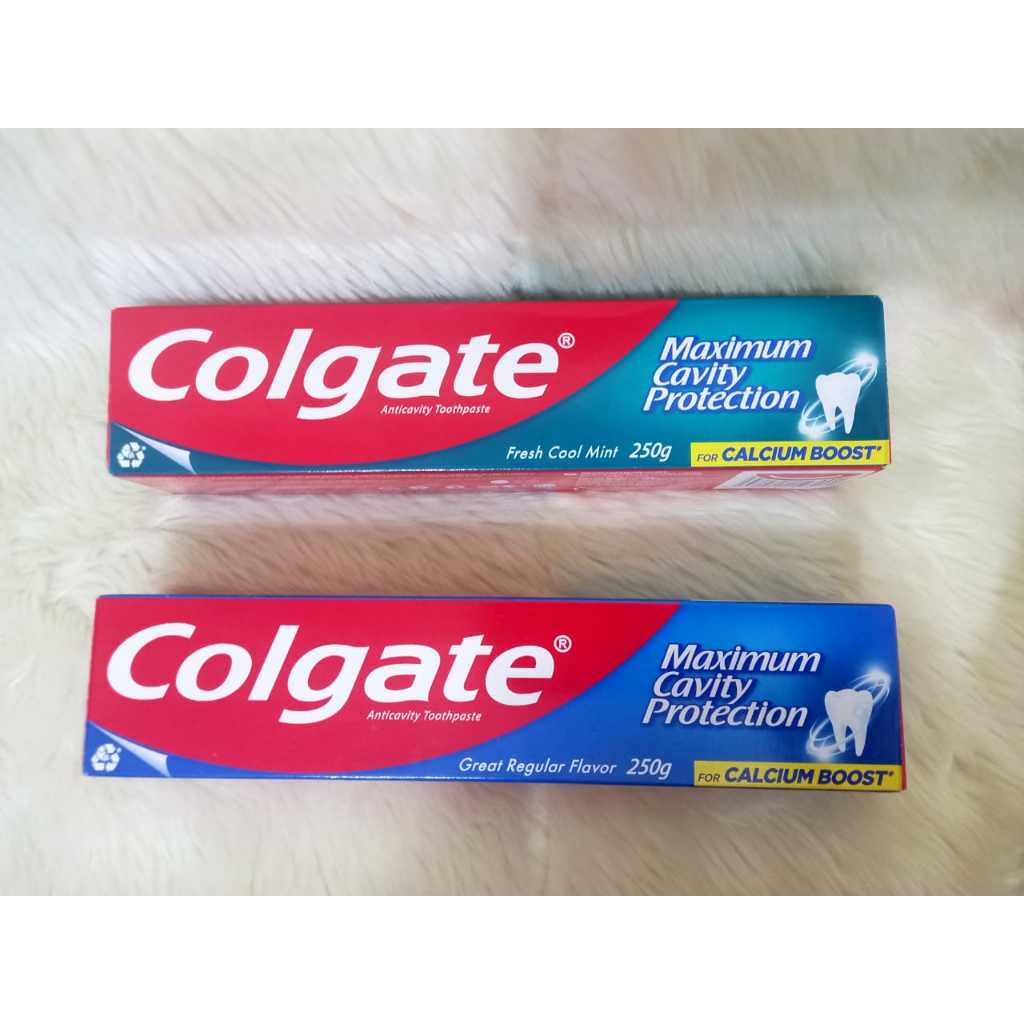 Colgate®
Anticavity Toothpaste
Maximum
Cavity
Protection
Fresh Cool Mint 250g
FOR CALCIUM BOOST*
Colgate®
Anticavity Toothpaste
Maximum
Cavity
Protection
Great Regular Flavor 250g
FOR CALCIUM BOOST*